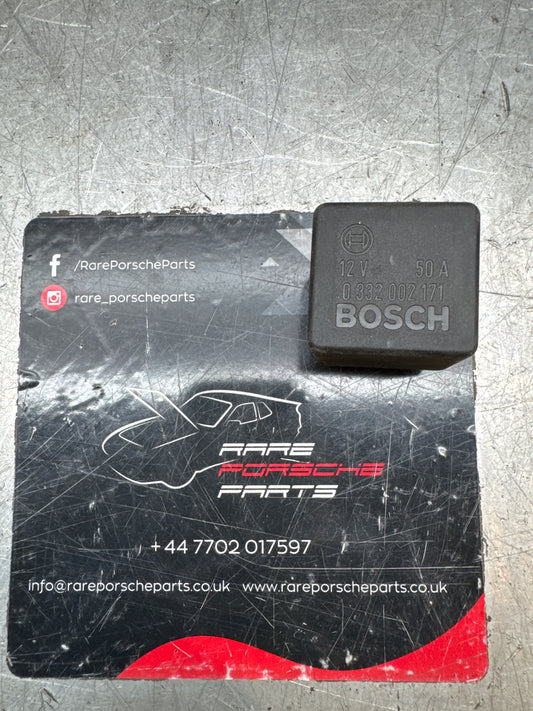 /RarePorscheParts
rare_porscheparts
12 V 50 A
0 332 002 171
BOSCH
RARE
PORSCHE
PARTS
+44 7702 017597
info@rareporscheparts.co.uk www.rareporscheparts.co.uk